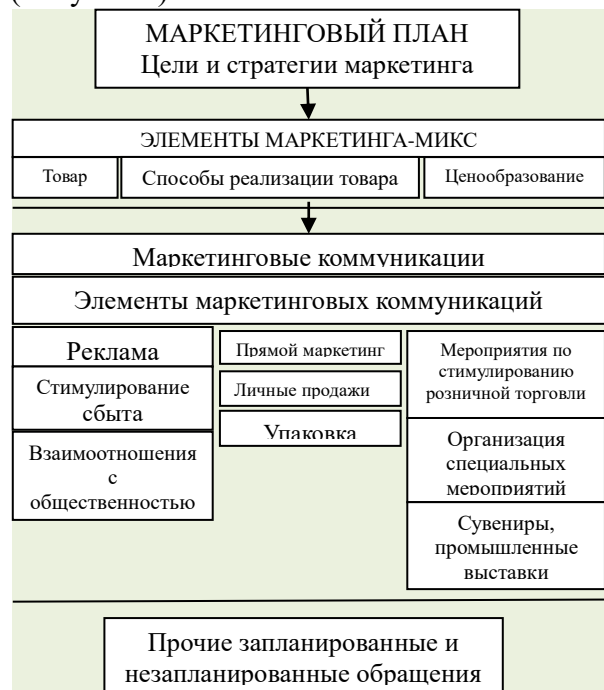 МАРКЕТИНГОВЫЙ ПЛАН
Цели и стратегии маркетинга
ЭЛЕМЕНТЫ МАРКЕТИНГА-МИКС
Товар
Способы реализации товара
Ценообразование
Маркетинговые коммуникации
Элементы маркетинговых коммуникаций
Реклама
Стимулирование
сбыта
Взаимоотношения
с
общественностью
Прямой маркетинг
Личные продажи
Упаковка
Мероприятия по
стимулированию
розничной торговли
Организация
специальных
мероприятий
Сувениры,
промышленные
выставки
Прочие запланированные и
незапланированные обращения